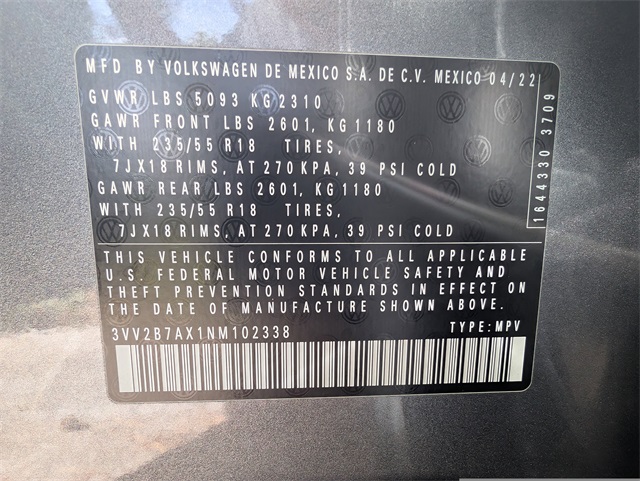 MFD BY VOLKSWAGEN DE MEXICO S.A. DE C.V. MEXICO 04/22
GVWR LBS 5093 KG 2310
GAWR FRONT LBS 2601, KG 1180
WITH 235/55 R18 TIRES,
7JX18 RIMS, AT 270 KPA, 39 PSI COLD
GAWR REAR LBS 2601, KG 1180
WITH 235/55 R18 TIRES,
7JX18 RIMS, AT 270 KPA, 39 PSI COLD
1644330 3709
THIS VEHICLE CONFORMS TO ALL APPLICABLE
U.S. FEDERAL MOTOR VEHICLE SAFETY AND
THEFT PREVENTION STANDARDS IN EFFECT ON
THE DATE OF MANUFACTURE SHOWN ABOVE.
3VV2B7AX1NM102338 TYPE: MPV